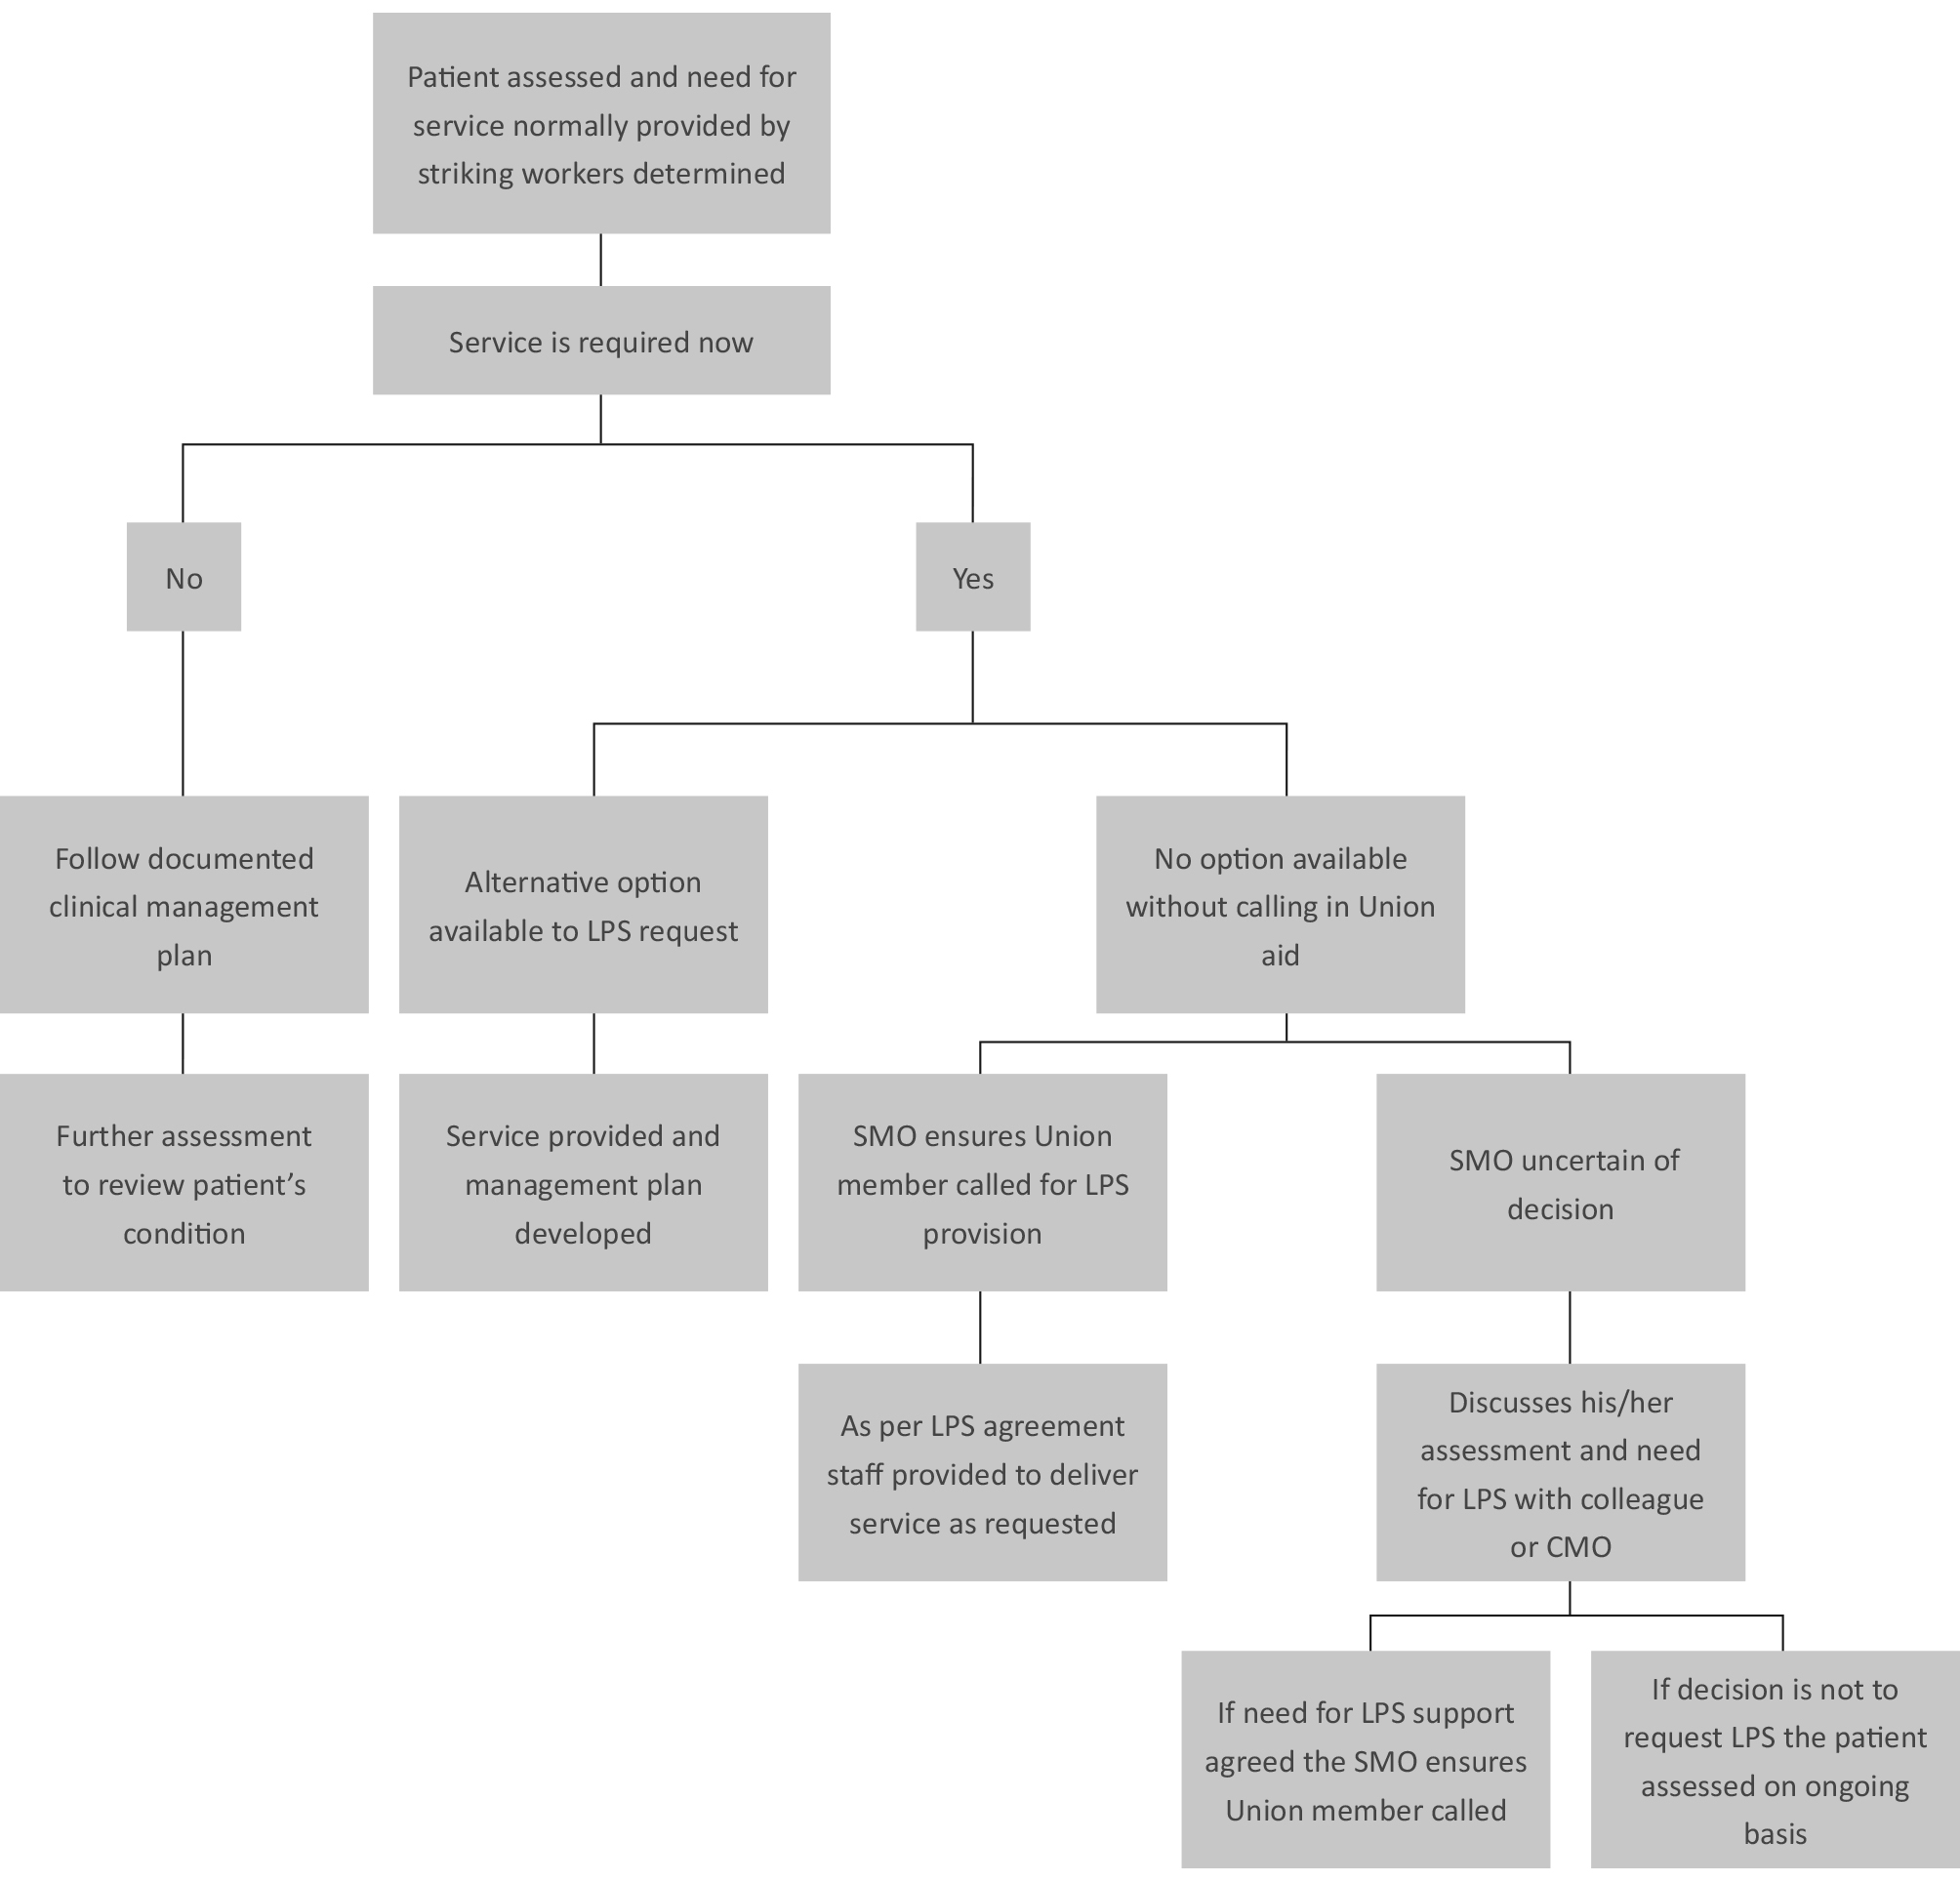 Patient assessed and need for
service normally provided by
striking workers determined
Service is required now
No
Yes
Follow documented
clinical management
plan
Alternative option
available to LPS request
No option available
without calling in Union
aid
Further assessment
to review patient’s
condition
Service provided and
management plan
developed
SMO ensures Union
member called for LPS
provision
SMO uncertain of
decision
As per LPS agreement
staff provided to deliver
service as requested
Discusses his/her
assessment and need
for LPS with colleague
or CMO
If need for LPS support
agreed the SMO ensures
Union member called
If decision is not to
request LPS the patient
assessed on ongoing
basis